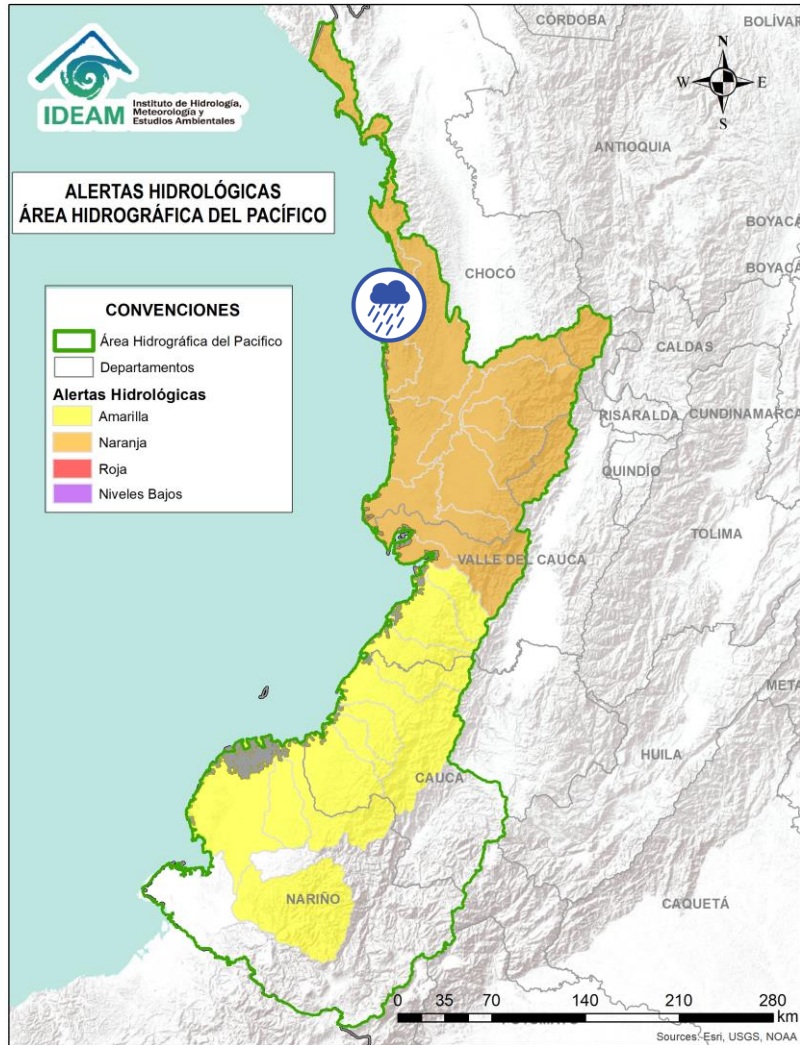 CÓRDOBA
BOLÍVAR
N
W
E
S
IDEAM
Instituto de Hidrología,
Meteorología y
Estudios Ambientales
ANTIOQUIA
ALERTAS HIDROLÓGICAS
ÁREA HIDROGRÁFICA DEL PACÍFICO
BOYACÁ
BOYACÁ
CHOCÓ
CONVENCIONES
Área Hidrográfica del Pacifico
Departamentos
Alertas Hidrológicas
Amarilla
Naranja
Roja
Niveles Bajos
CALDAS
RISARALDA
CUNDINAMARCA
QUINDÍO
TOLIMA
VALLE DEL CAUCA
META
HUILA
CAUCA
NARIÑO
CAQUETÁ
0 35 70 140 210 280
km
Sources: Esri, USGS, NOAA